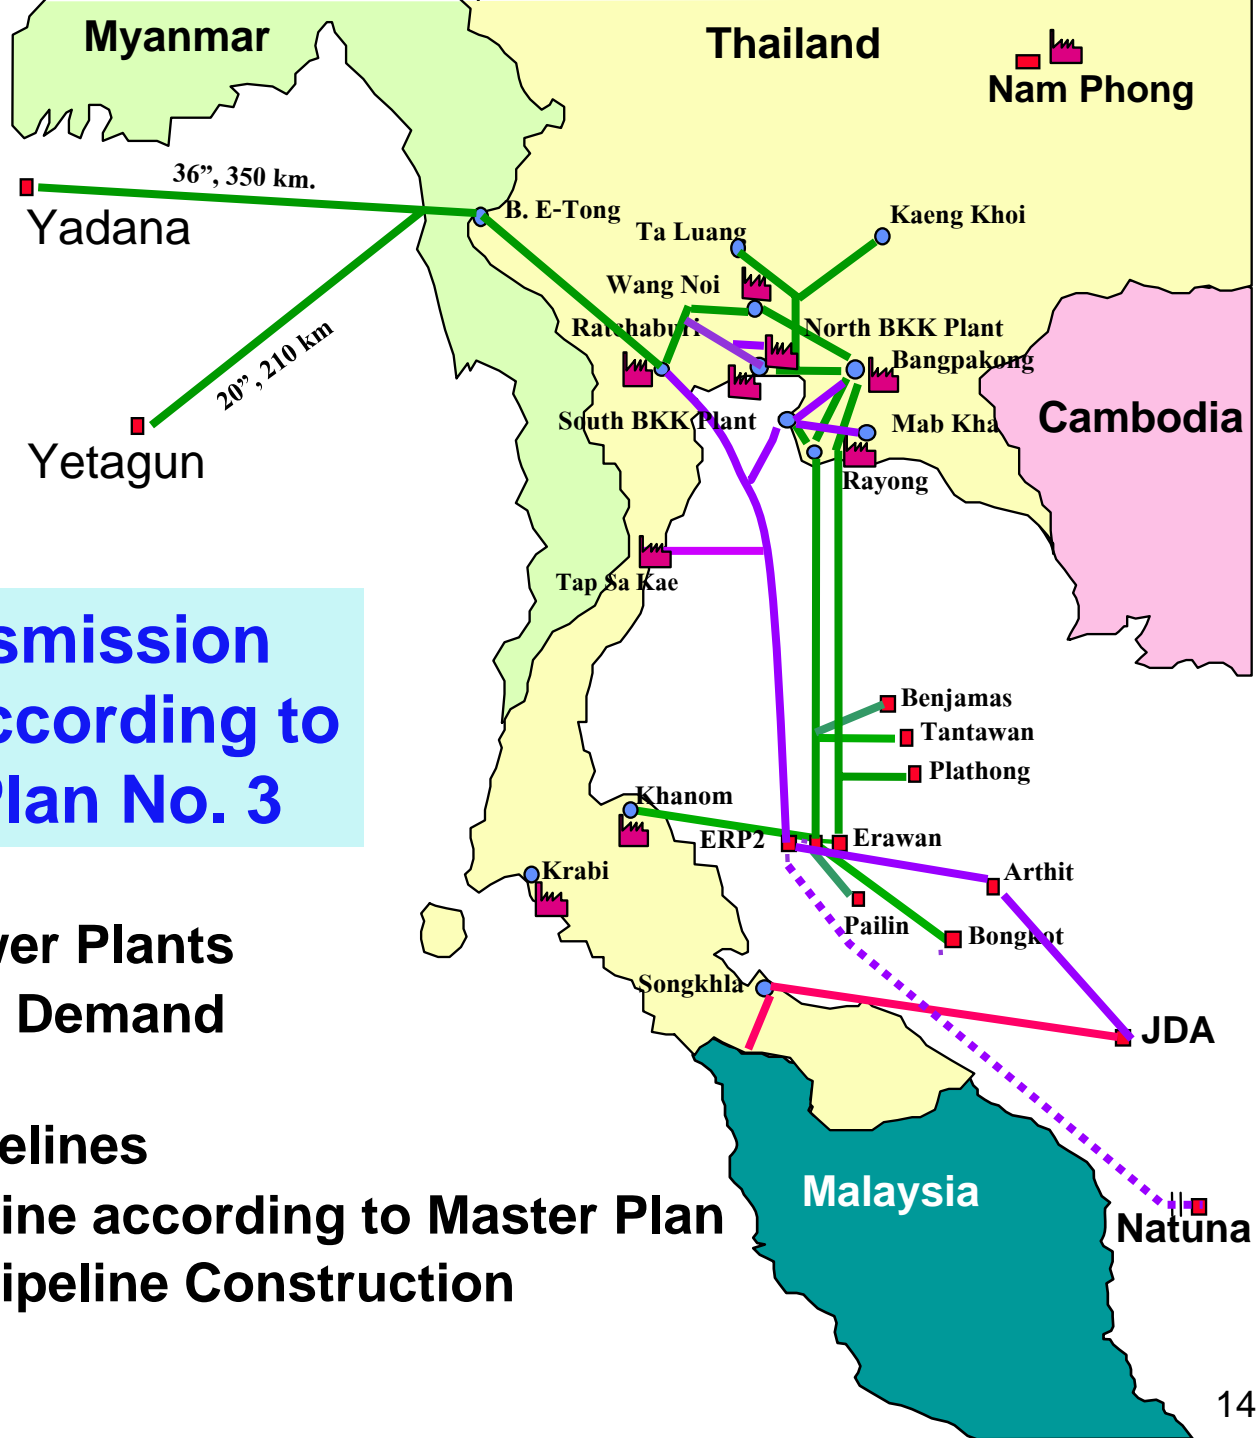 Myanmar
Thailand
Nam Phong
36”, 350 km.
Yadana
B. E-Tong
Kaeng Khoi
Ta Luang
Wang Noi
Ratchaburi
North BKK Plant
Bangpakong
20” , 210 km
South BKK Plant
Mab Kha
Cambodia
Yetagun
Rayong
Tap Sa Kae
smission
ccording to
Plan No. 3
Benjamas
Tantawan
Plathong
Khanom
ERP2
Erawan
Krabi
Arthit
Pailin
Bongkot
wer Plants
Songkhla
Demand
JDA
elines
Malaysia
ine according to Master Plan
Natuna
ipeline Construction
14